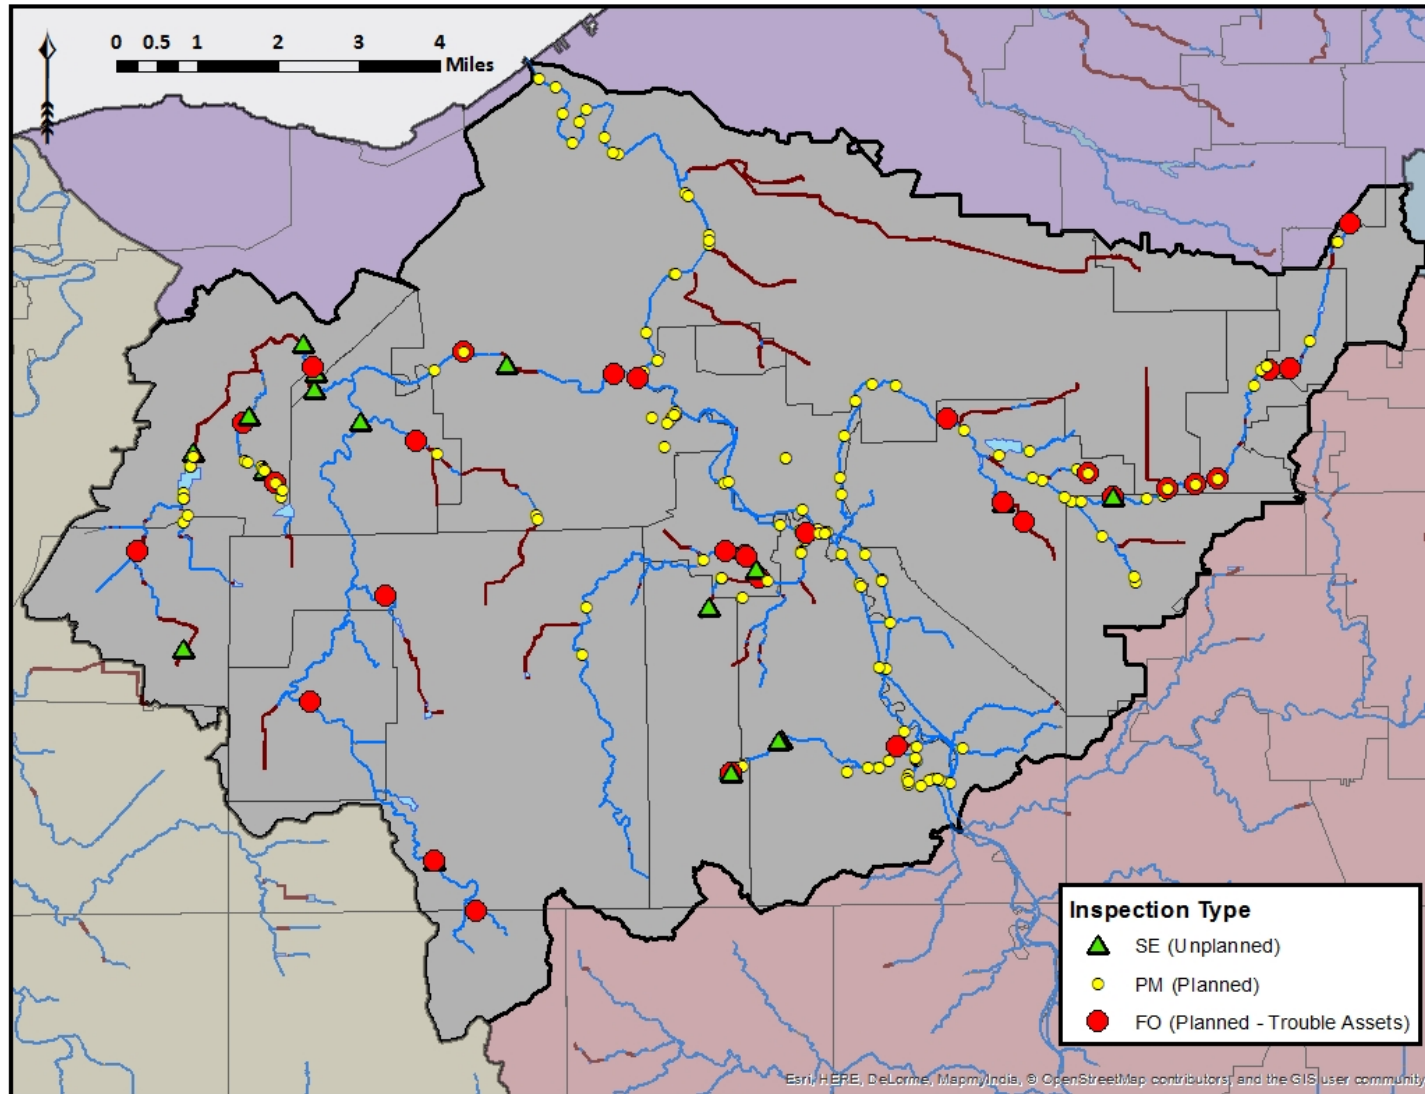 0 0.5 1 2 3 4
Miles
Inspection Type
SE (Unplanned)
PM (Planned)
FO (Planned - Trouble Assets)
Esri, HERE, DeLorme, MapmyIndia, © OpenStreetMap contributors, and the GIS user community